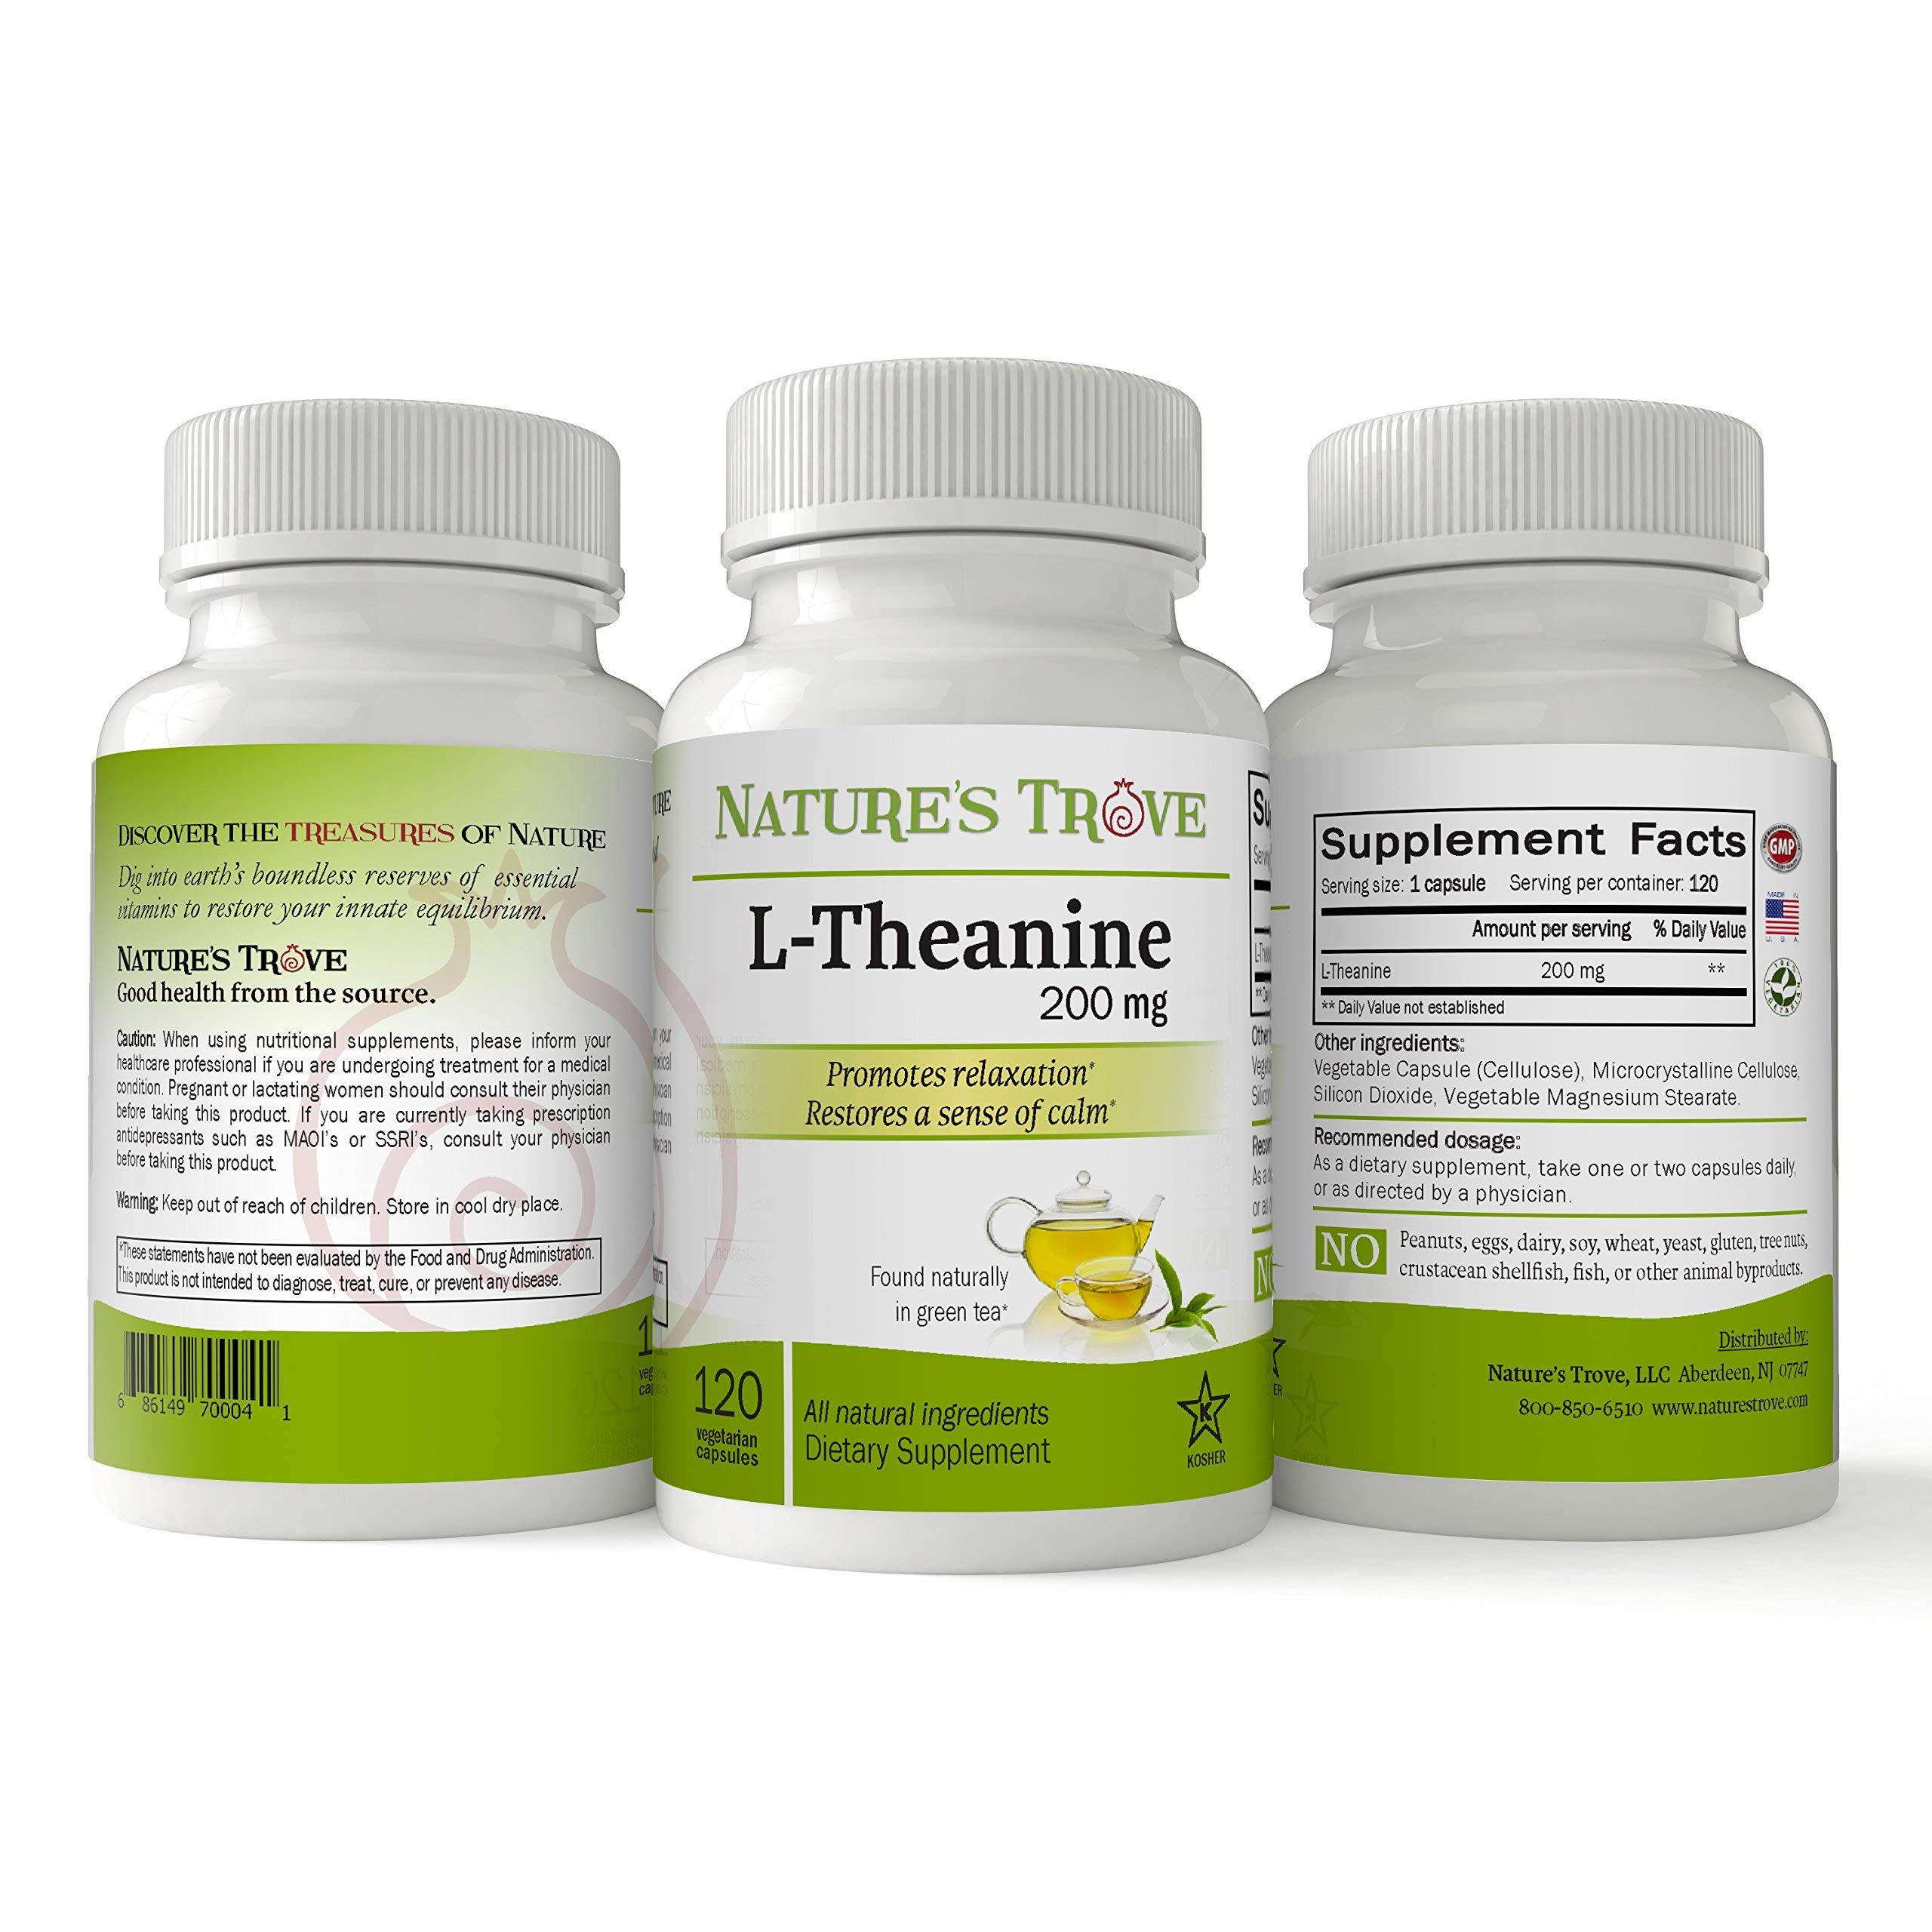 DISCOVER THE TREASURES OF NATURE
Dig into earth's boundless reserves of essential
vitamins to restore your innate equilibrium.
NATURE'S TROVE
Good health from the source.
Caution: When using nutritional supplements, please inform your
healthcare professional if you are undergoing treatment for a medical
condition. Pregnant or lactating women should consult their physician
before taking this product. If you are currently taking prescription
antidepressants such as MAOI's or SSRI's, consult your physician
before taking this product.
Warning: Keep out of reach of children. Store in cool dry place.
*These statements have not been evaluated by the Food and Drug Administration.
This product is not intended to diagnose, treat, cure, or prevent any disease.
6 86149 70004 1
NATURE'S TROVE
L-Theanine
200 mg
Promotes relaxation*
Restores a sense of calm*
Found naturally
in green tea*
120
vegetarian
capsules
All natural ingredients
Dietary Supplement
K
KOSHER
Supplement Facts
Serving size: 1 capsule Serving per container: 120
Amount per serving % Daily Value
L-Theanine 200 mg **
** Daily Value not established
GMP
MADE IN
U.S.A.
100%
VEGETARIAN
Other ingredients:
Vegetable Capsule (Cellulose), Microcrystalline Cellulose,
Silicon Dioxide, Vegetable Magnesium Stearate.
Recommended dosage:
As a dietary supplement, take one or two capsules daily,
or as directed by a physician.
NO Peanuts, eggs, dairy, soy, wheat, yeast, gluten, tree nuts,
crustacean shellfish, fish, or other animal byproducts.
Distributed by:
Nature's Trove, LLC Aberdeen, NJ 07747
800-850-6510 www.naturestrove.com